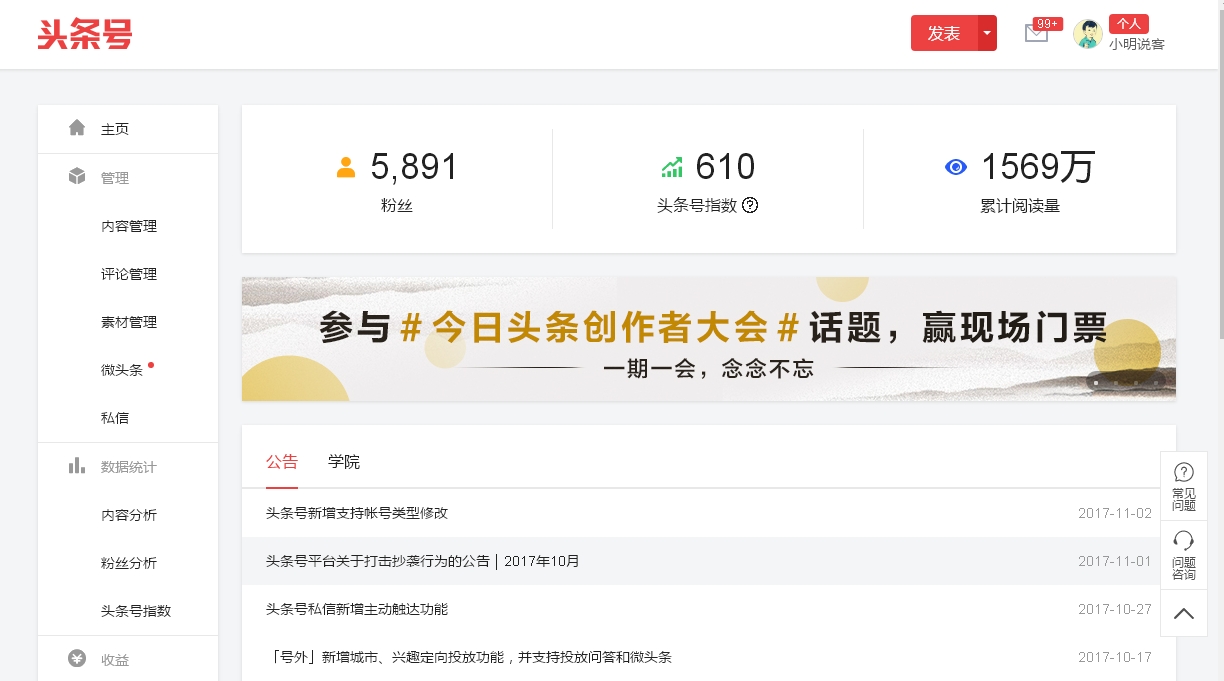 头条号
发表
99+
个人
小明说客
主页
管理
内容管理
评论管理
素材管理
微头条
私信
数据统计
内容分析
粉丝分析
头条号指数
收益
5,891
粉丝
610
头条号指数
1569万
累计阅读量
参与#今日头条创作者大会#话题，赢现场门票
一期一会，念念不忘
公告 学院
头条号新增支持帐号类型修改 2017-11-02
头条号平台关于打击抄袭行为的公告 | 2017年10月 2017-11-01
头条号私信新增主动触达功能 2017-10-27
「号外」新增城市、兴趣定向投放功能，并支持投放问答和微头条 2017-10-17
常见
问题
问题
咨询